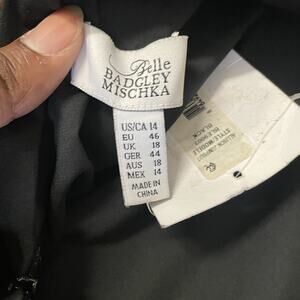 Belle
BADGLEY
MISCHKA
US/CA 14
EU 46
UK 18
GER 44
AUS 18
MEX 14
MADE IN
CHINA
BLACK